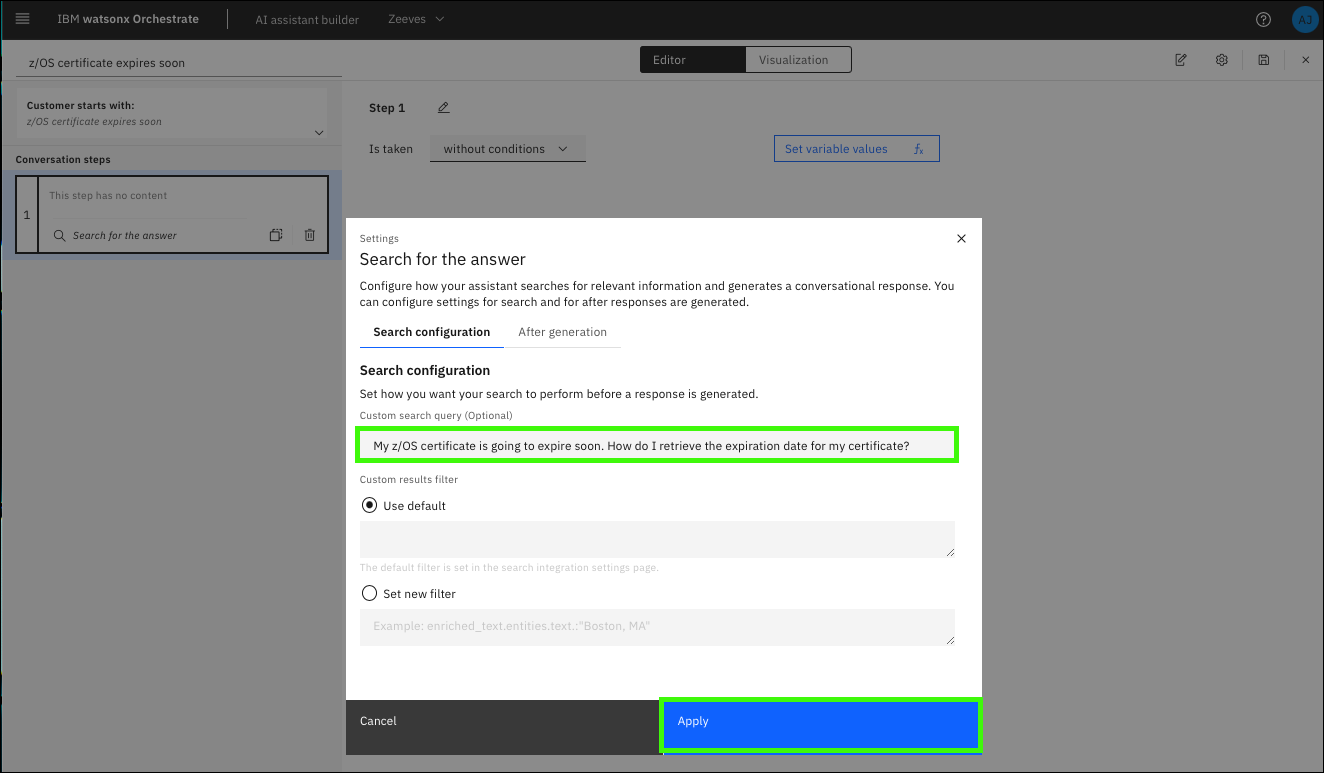 IBM watsonx Orchestrate
AI assistant builder
Zeeves
AJ
z/OS certificate expires soon
Editor
Visualization
Customer starts with:
z/OS certificate expires soon
Conversation steps
1
This step has no content
Search for the answer
Step 1
Is taken
without conditions
Set variable values fx
Settings
Search for the answer
Configure how your assistant searches for relevant information and generates a conversational response. You
can configure settings for search and for after responses are generated.
Search configuration
After generation
Search configuration
Set how you want your search to perform before a response is generated.
Custom search query (Optional)
My z/OS certificate is going to expire soon. How do I retrieve the expiration date for my certificate?
Custom results filter
Use default
The default filter is set in the search integration settings page.
Set new filter
Example: enriched_text.entities.text.:"Boston, MA"
Cancel
Apply